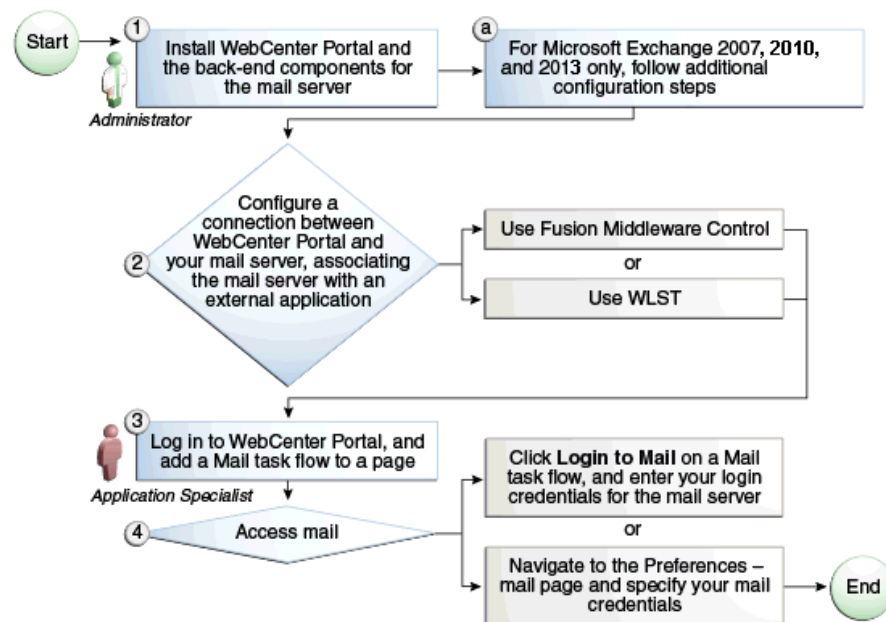 Start
1
Install WebCenter Portal and
the back-end components for
the mail server
Administrator
a
For Microsoft Exchange 2007, 2010,
and 2013 only, follow additional
configuration steps
2
Configure a
connection between
WebCenter Portal and
your mail server, associating
the mail server with an
external application
Use Fusion Middleware Control
or
Use WLST
3
Log in to WebCenter Portal, and
add a Mail task flow to a page
Application Specialist
4
Access mail
Click Login to Mail on a Mail
task flow, and enter your login
credentials for the mail server
or
Navigate to the Preferences –
mail page and specify your mail
credentials
End